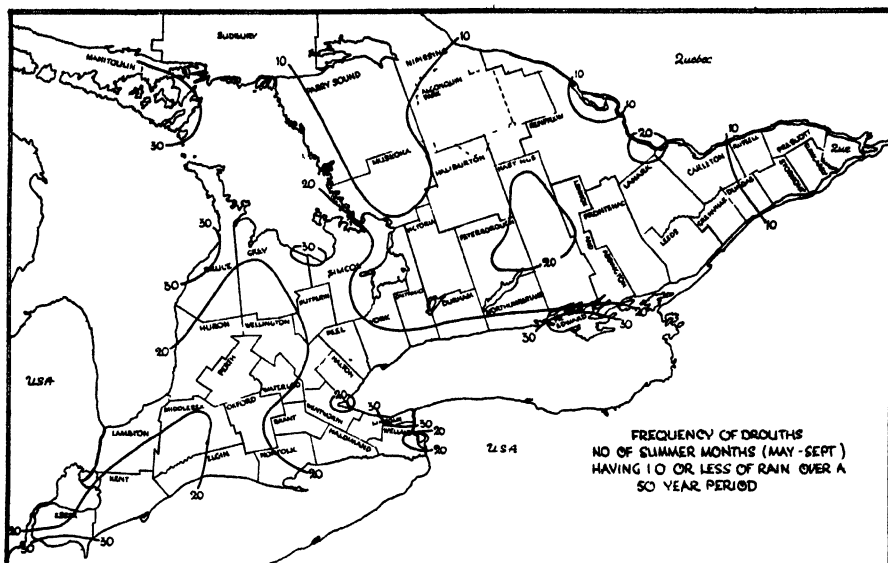 SUDBURY
MANITOULIN
10
PARRY SOUND
NIPISSING
10
ALGONQUIN PARK
Quebec
10
10
30
MUSKOKA
HALIBURTON
HASTINGS
RENFREW
20
LANARK
CARLETON
10
RUSSELL
PRESCOTT
Que
20
30
30
BRUCE
GREY
30
SIMCOE
VICTORIA
PETERBOROUGH
20
FRONTENAC
LEEDS
GRENVILLE
DUNDAS
10
DUFFERIN
PEEL
YORK
ONTARIO
DURHAM
NORTHUMBERLAND
30
30
20
HURON
WELLINGTON
PERTH
HALTON
WATERLOO
OXFORD
BRANT
WENTWORTH
HALDIMAND
NORFOLK
20
30
30
20
20
WELLAND
20
MIDDLESEX
LAMBTON
ELGIN
KENT
20
ESSEX
20
30
30
USA
USA
FREQUENCY OF DROUTHS
NO OF SUMMER MONTHS (MAY-SEPT)
HAVING 1 0 OR LESS OF RAIN OVER A
50 YEAR PERIOD